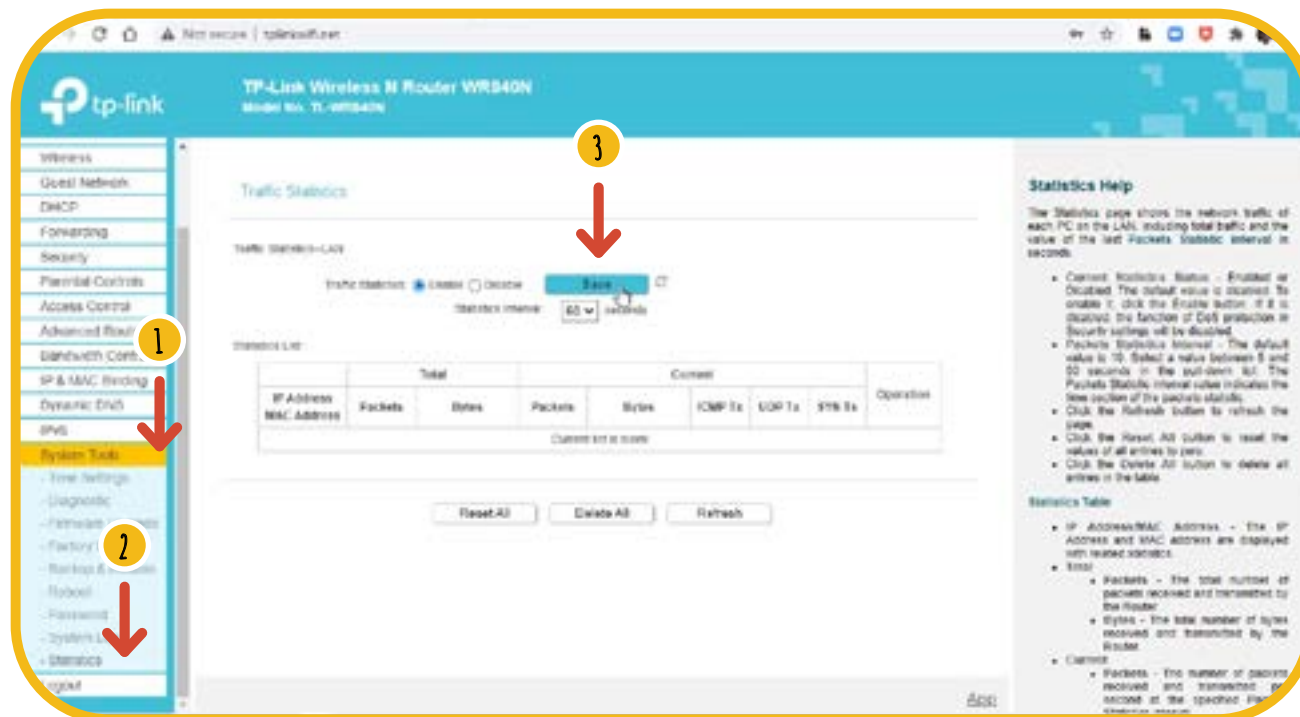 Not secure | tplinkwifi.net
tp-link
TP-Link Wireless N Router WR840N
Model No. TL-WR840N
Wireless
Guest Network
DHCP
Forwarding
Security
Parental Controls
Access Control
Advanced Rout
Bandwidth Cont
IP & MAC Binding
Dynamic DNS
IPv6
System Tools
- Time Settings
- Diagnostic
- Firmware
- Factory
- Backup &
- Reboot
- Password
- System L
- Statistics
Logout
1
2
3
Traffic Statistics
Traffic Statistics-LAN
Traffic Statistics: Enable Disable Save
Statistics Interval: 60 seconds
Statistics List
Total Current
IP Address
MAC Address Packets Bytes Packets Bytes ICMP Tx UDP Tx SYN Tx Operation
Current list is
Reset All Delete All Refresh
App
Statistics Help
The Statistics page shows the network traffic of
each PC on the LAN, including total traffic and the
value of the last Packets Statistic interval in
seconds.
Current Statistics Status - Enabled or
Disabled. The default value is disabled. To
enable it, click the Enable button. If it is
disabled, the function of DoS protection in
Security settings will be disabled.
Packets Statistics Interval - The default
value is 10. Select a value between 5 and
60 seconds in the pull-down list. The
Packets Statistic interval value indicates the
time section of the packets statistic.
Click the Refresh button to refresh the
page.
Click the Reset All button to reset the
values of all entries to zero.
Click the Delete All button to delete all
entries in the table.
Statistics Table
IP Address/MAC Address - The IP
Address and MAC address are displayed
with related statistics.
Total
Packets - The total number of
packets received and transmitted by
the Router.
Bytes - The total number of bytes
received and transmitted by the
Router.
Current
Packets - The number of packets
received and transmitted
second at the specified